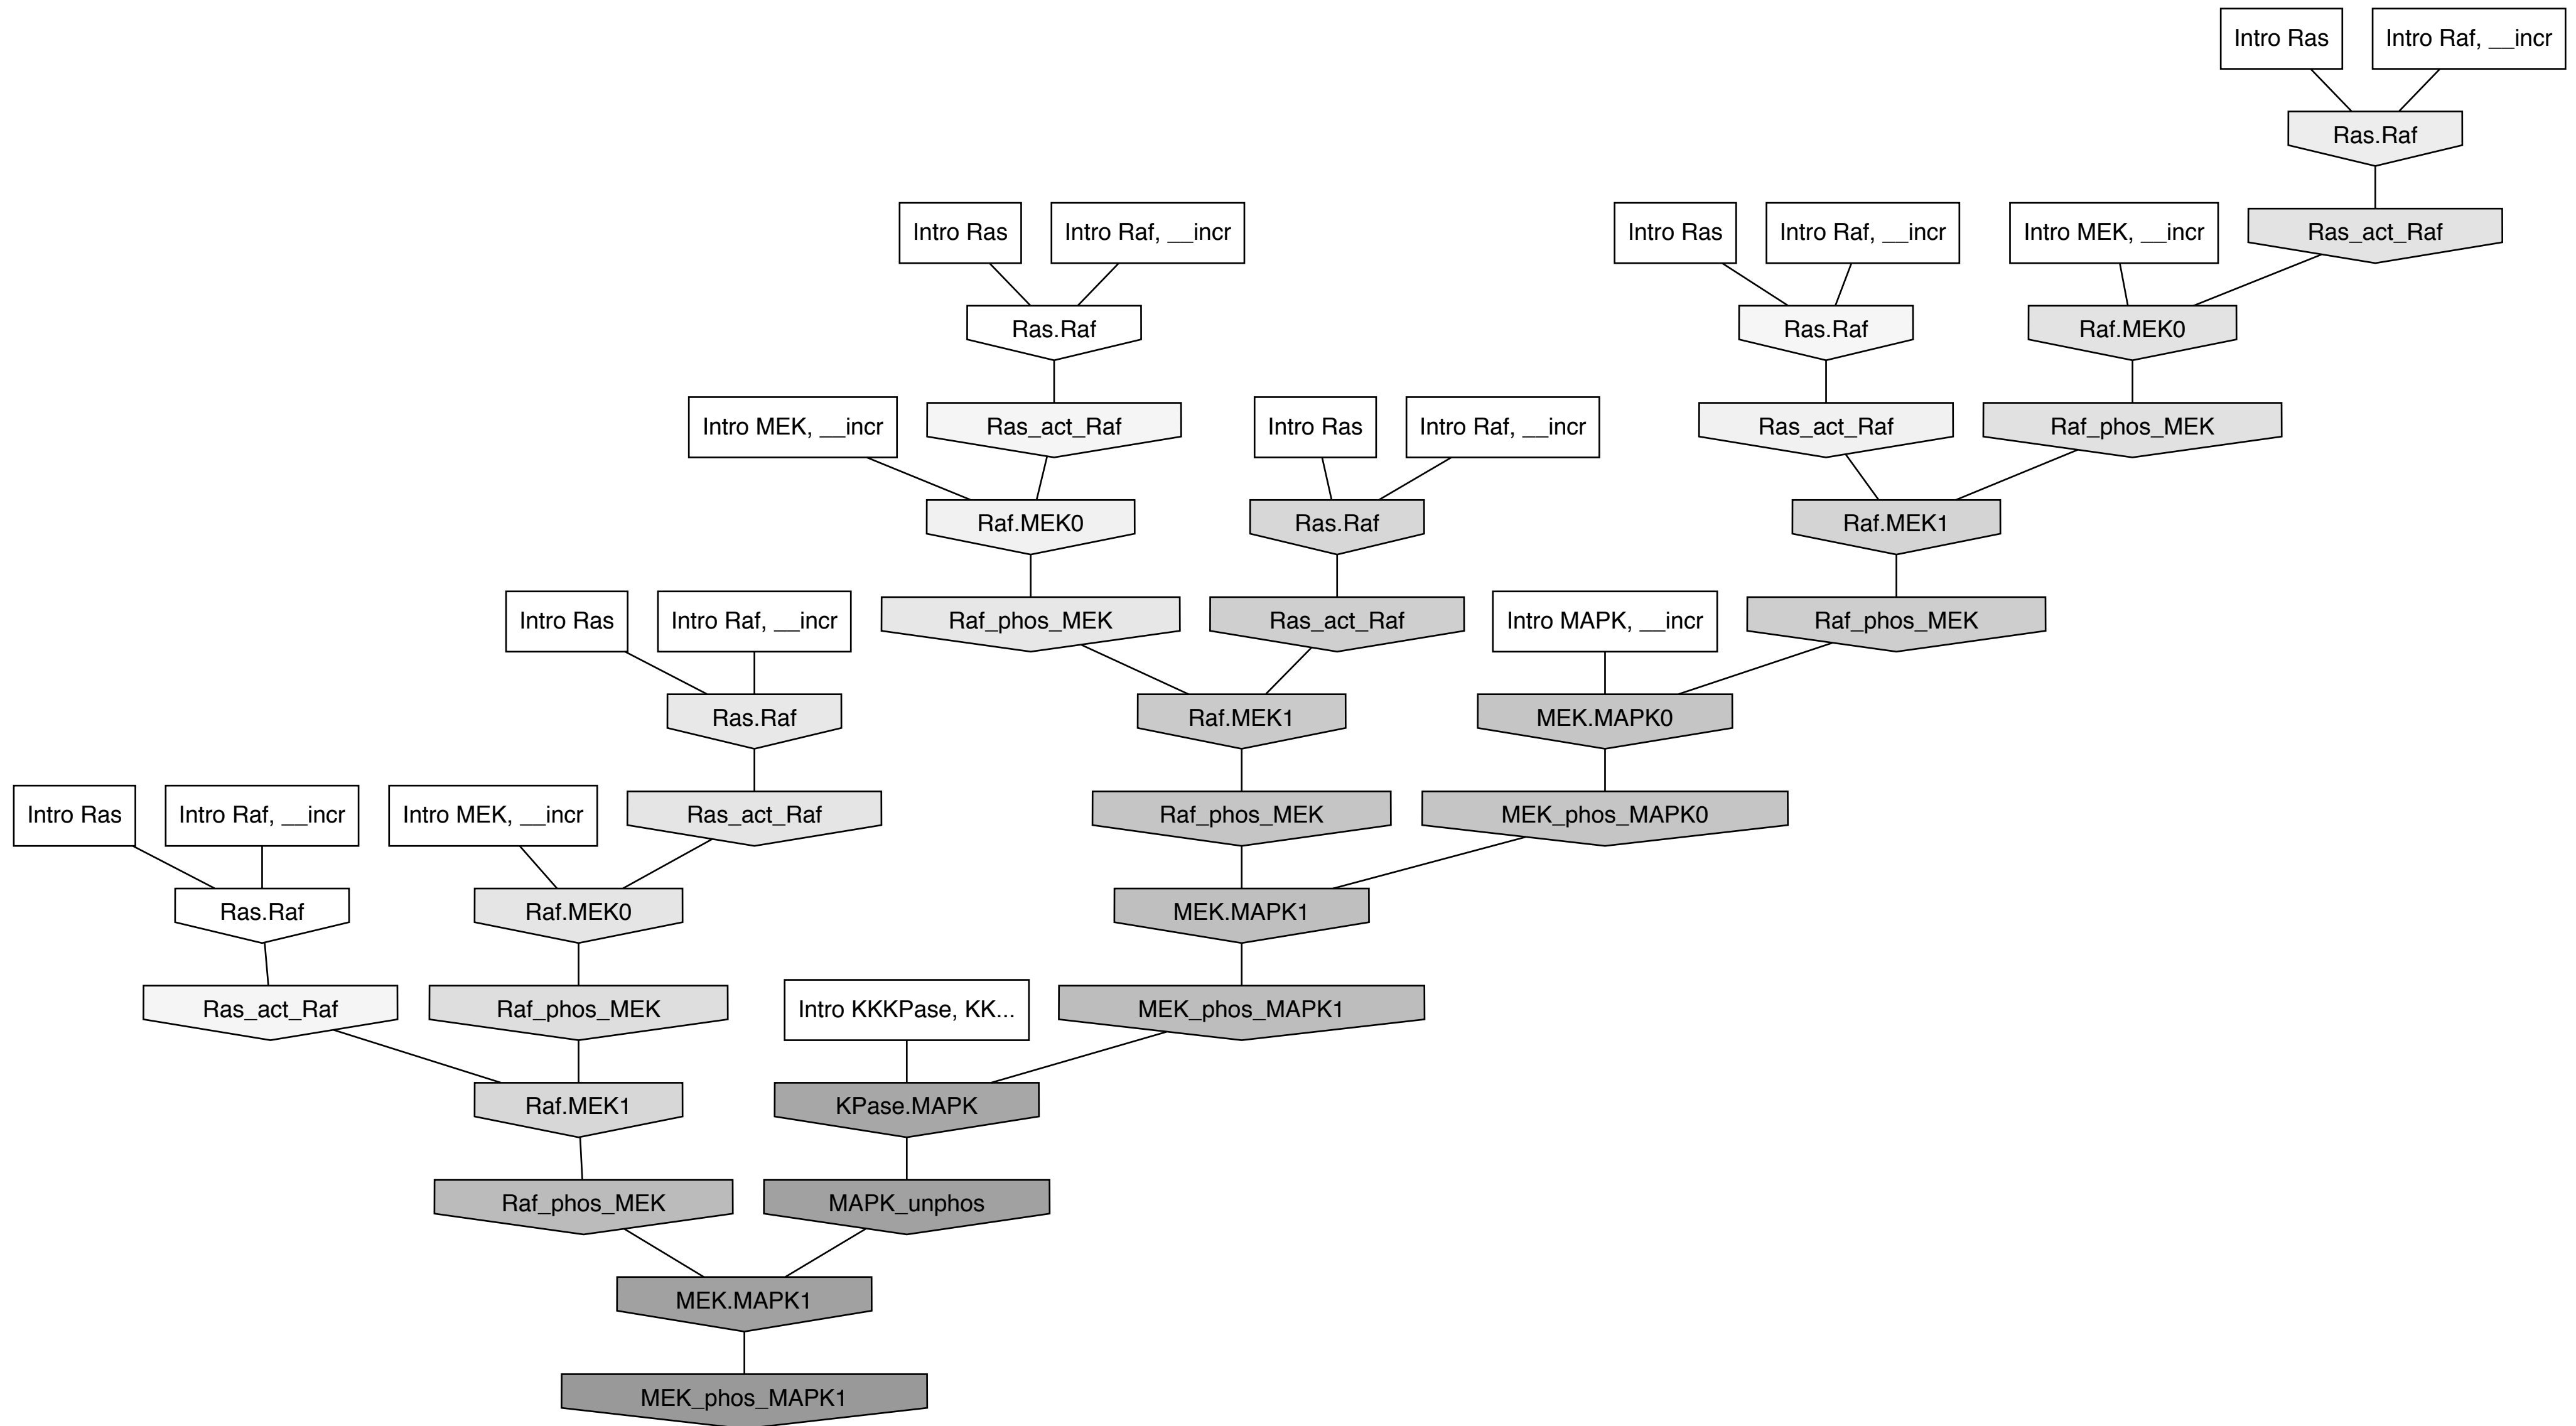 Intro Ras
Intro Raf, __incr
Ras.Raf
Intro Ras
Intro Raf, __incr
Intro Ras
Intro Raf, __incr
Intro MEK, __incr
Ras_act_Raf
Ras.Raf
Ras.Raf
Raf.MEK0
Intro MEK, __incr
Ras_act_Raf
Intro Ras
Intro Raf, __incr
Ras_act_Raf
Raf_phos_MEK
Raf.MEK0
Ras.Raf
Raf.MEK1
Intro Ras
Intro Raf, __incr
Raf_phos_MEK
Ras_act_Raf
Intro MAPK, __incr
Raf_phos_MEK
Ras.Raf
Raf.MEK1
MEK.MAPK0
Intro Ras
Intro Raf, __incr
Intro MEK, __incr
Ras_act_Raf
Raf_phos_MEK
MEK_phos_MAPK0
Ras.Raf
Raf.MEK0
MEK.MAPK1
Ras_act_Raf
Raf_phos_MEK
Intro KKKPase, KK...
MEK_phos_MAPK1
Raf.MEK1
KPase.MAPK
Raf_phos_MEK
MAPK_unphos
MEK.MAPK1
MEK_phos_MAPK1